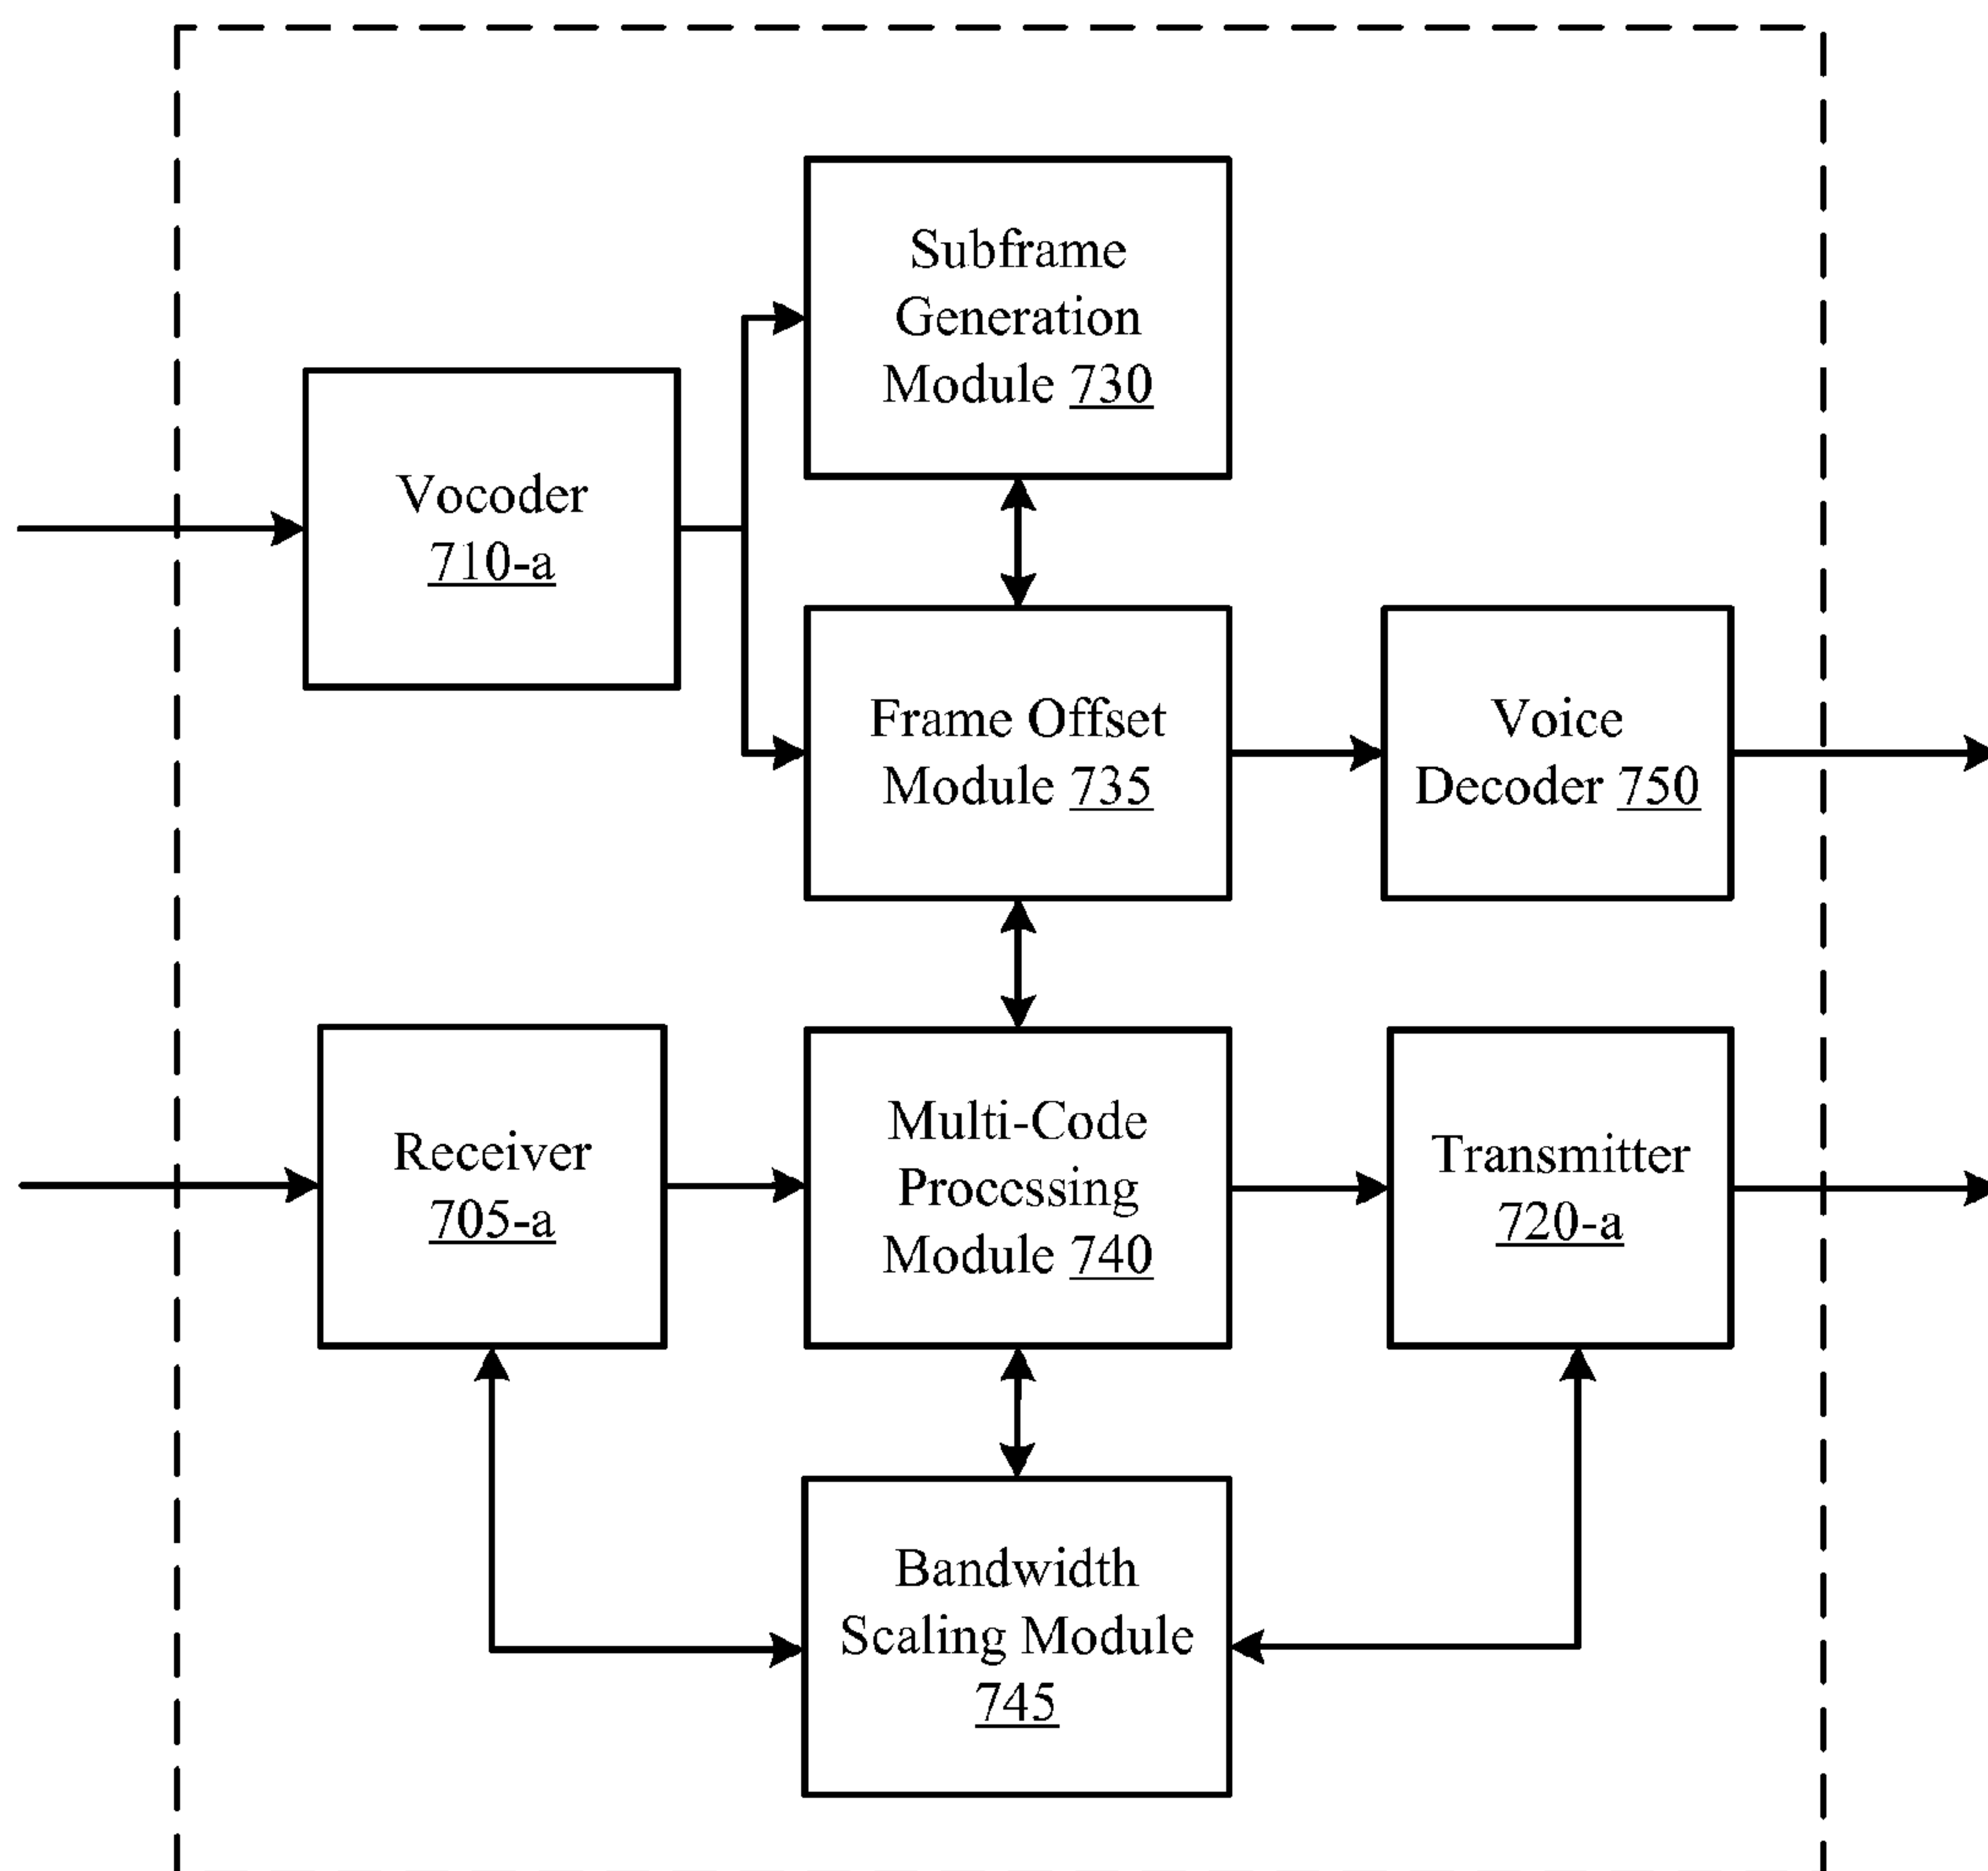 Subframe
Generation
Module 730
Vocoder
710-a
Frame Offset
Module 735
Voice
Decoder 750
Receiver
705-a
Multi-Code
Processing
Module 740
Transmitter
720-a
Bandwidth
Scaling Module
745